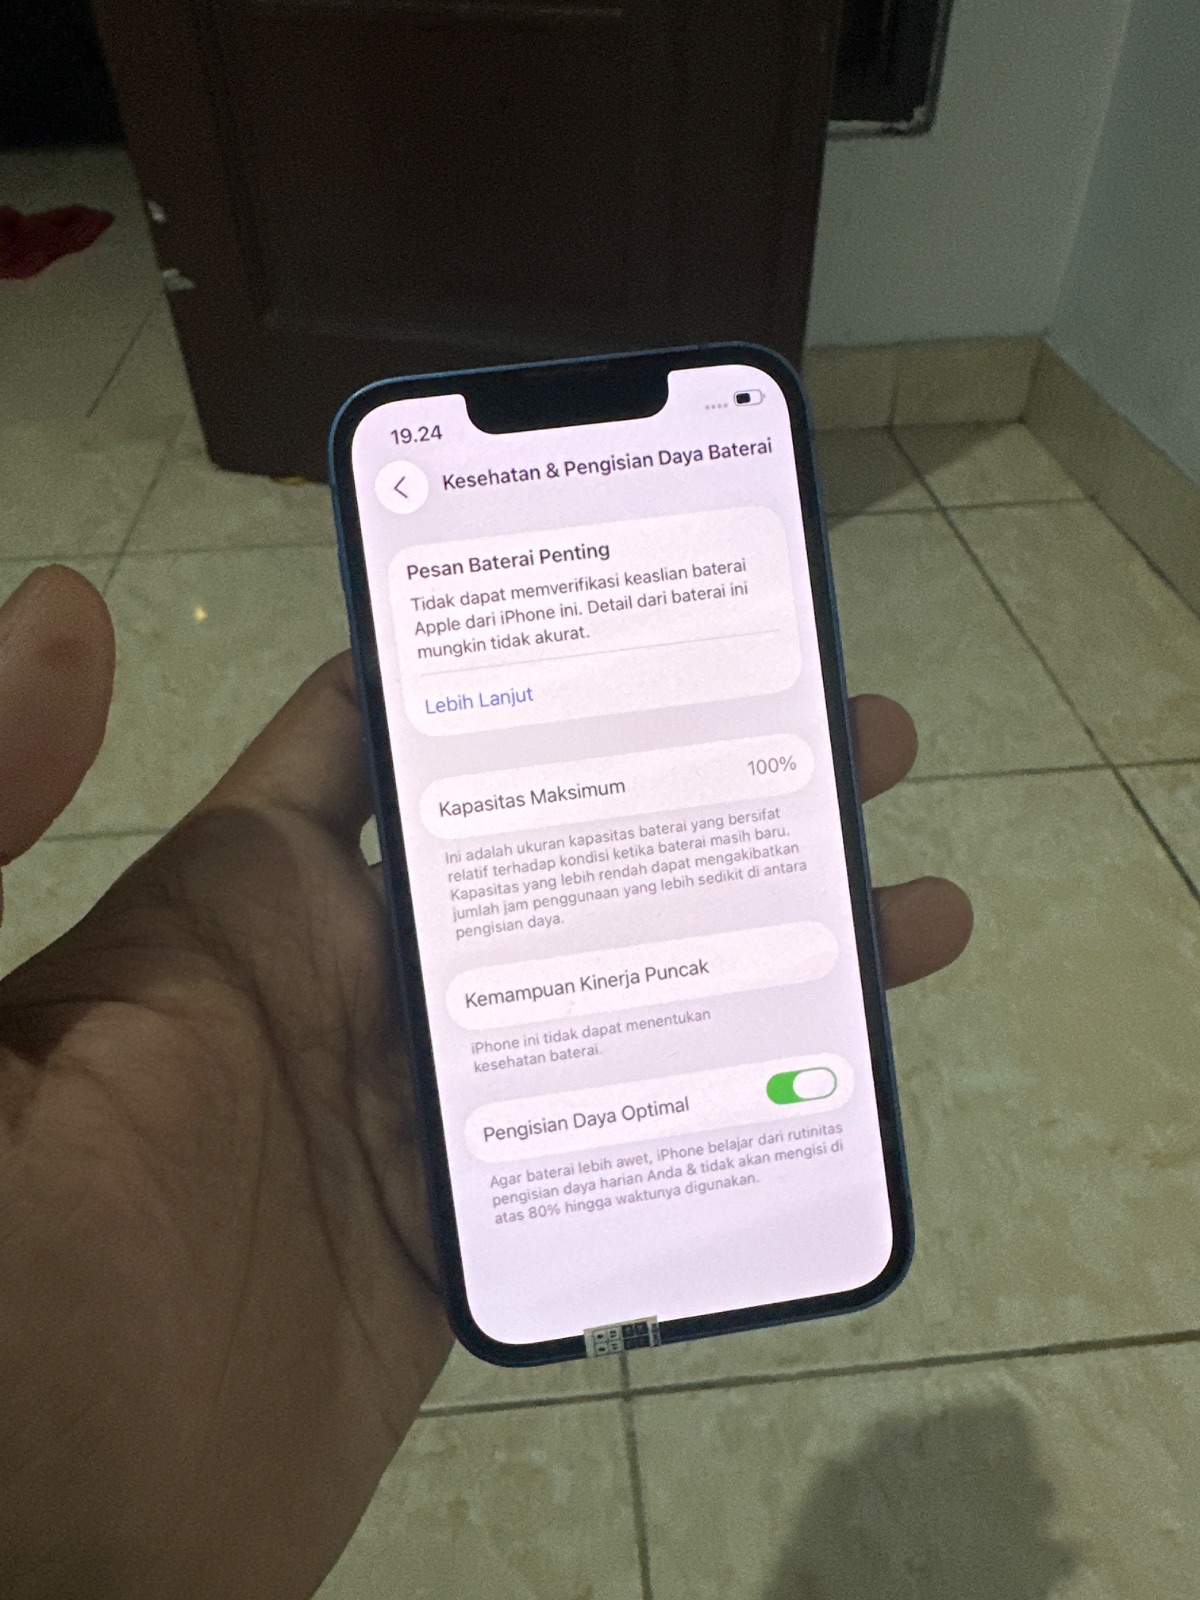 19.24
Kesehatan & Pengisian Daya Baterai
Pesan Baterai Penting
Tidak dapat memverifikasi keaslian baterai
Apple dari iPhone ini. Detail dari baterai ini
mungkin tidak akurat.
Lebih Lanjut
Kapasitas Maksimum 100%
Ini adalah ukuran kapasitas baterai yang bersifat
relatif terhadap kondisi ketika baterai masih baru.
Kapasitas yang lebih rendah dapat mengakibatkan
jumlah jam penggunaan yang lebih sedikit di antara
pengisian daya.
Kemampuan Kinerja Puncak
iPhone ini tidak dapat menentukan
kesehatan baterai.
Pengisian Daya Optimal
Agar baterai lebih awet, iPhone belajar dari rutinitas
pengisian daya harian Anda & tidak akan mengisi di
atas 80% hingga waktunya digunakan.